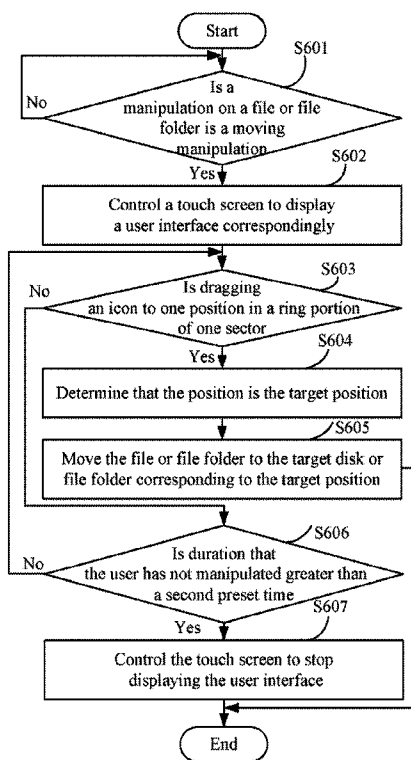 Start
S601
Is a
manipulation on a file or file
folder is a moving
manipulation
No
Yes
S602
Control a touch screen to display
a user interface correspondingly
S603
No
Is dragging
an icon to one position in a ring portion
of one sector
Yes
S604
Determine that the position is the target position
S605
Move the file or file folder to the target disk or
file folder corresponding to the target position
S606
No
Is duration that
the user has not manipulated greater than
a second preset time
Yes
S607
Control the touch screen to stop
displaying the user interface
End